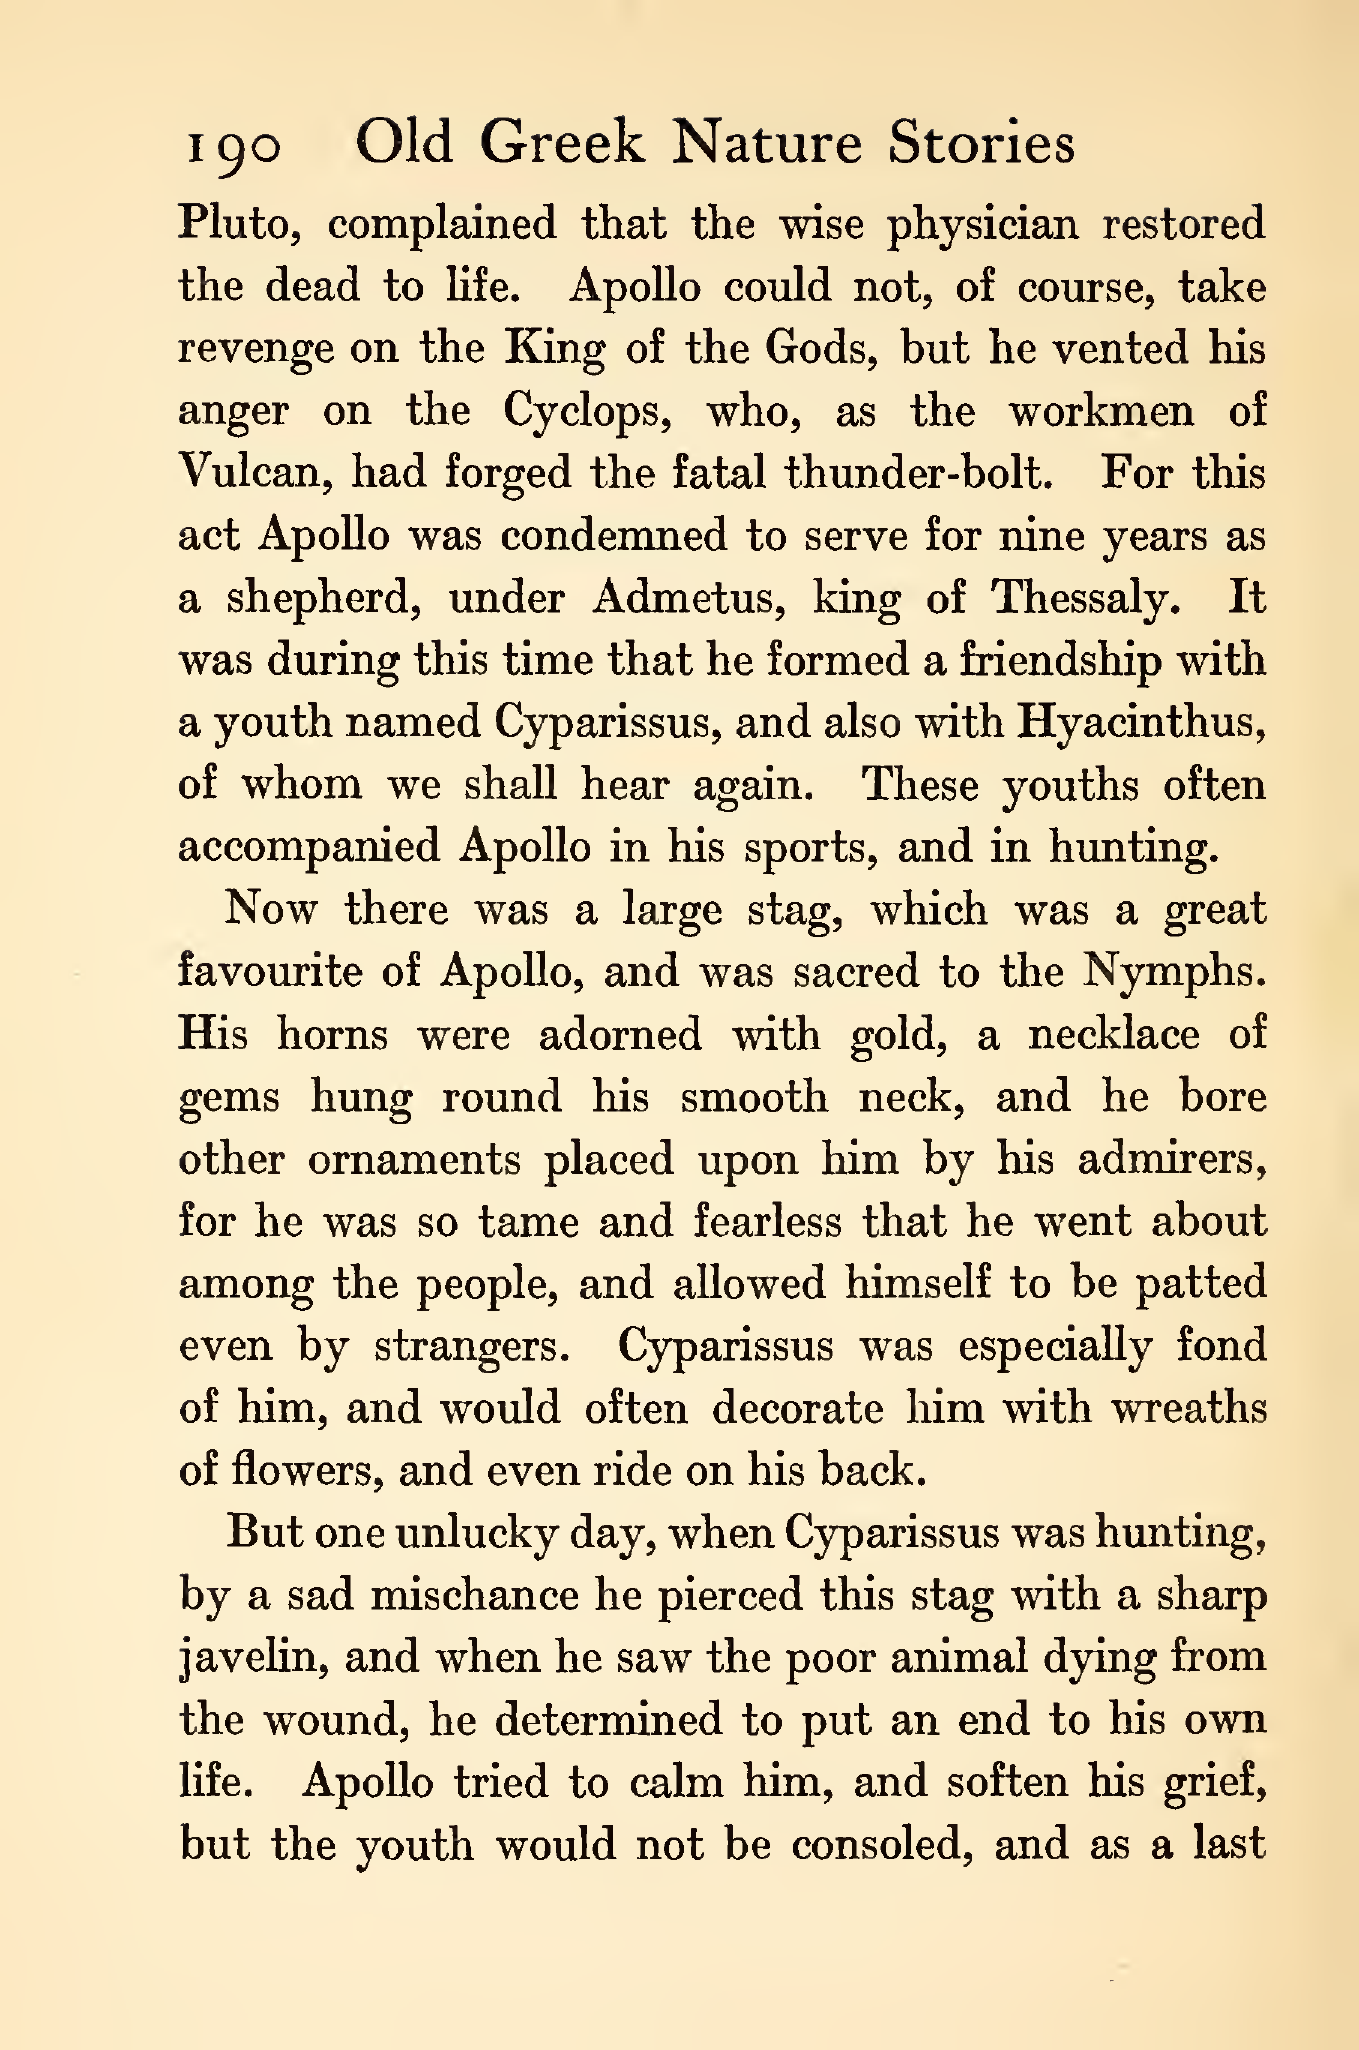 190 Old Greek Nature Stories
Pluto, complained that the wise physician restored
the dead to life. Apollo could not, of course, take
revenge on the King of the Gods, but he vented his
anger on the Cyclops, who, as the workmen of
Vulcan, had forged the fatal thunder-bolt. For this
act Apollo was condemned to serve for nine years as
a shepherd, under Admetus, king of Thessaly. It
was during this time that he formed a friendship with
a youth named Cyparissus, and also with Hyacinthus,
of whom we shall hear again. These youths often
accompanied Apollo in his sports, and in hunting.
Now there was a large stag, which was a great
favourite of Apollo, and was sacred to the Nymphs.
His horns were adorned with gold, a necklace of
gems hung round his smooth neck, and he bore
other ornaments placed upon him by his admirers,
for he was so tame and fearless that he went about
among the people, and allowed himself to be patted
even by strangers. Cyparissus was especially fond
of him, and would often decorate him with wreaths
of flowers, and even ride on his back.
But one unlucky day, when Cyparissus was hunting,
by a sad mischance he pierced this stag with a sharp
javelin, and when he saw the poor animal dying from
the wound, he determined to put an end to his own
life. Apollo tried to calm him, and soften his grief,
but the youth would not be consoled, and as a last